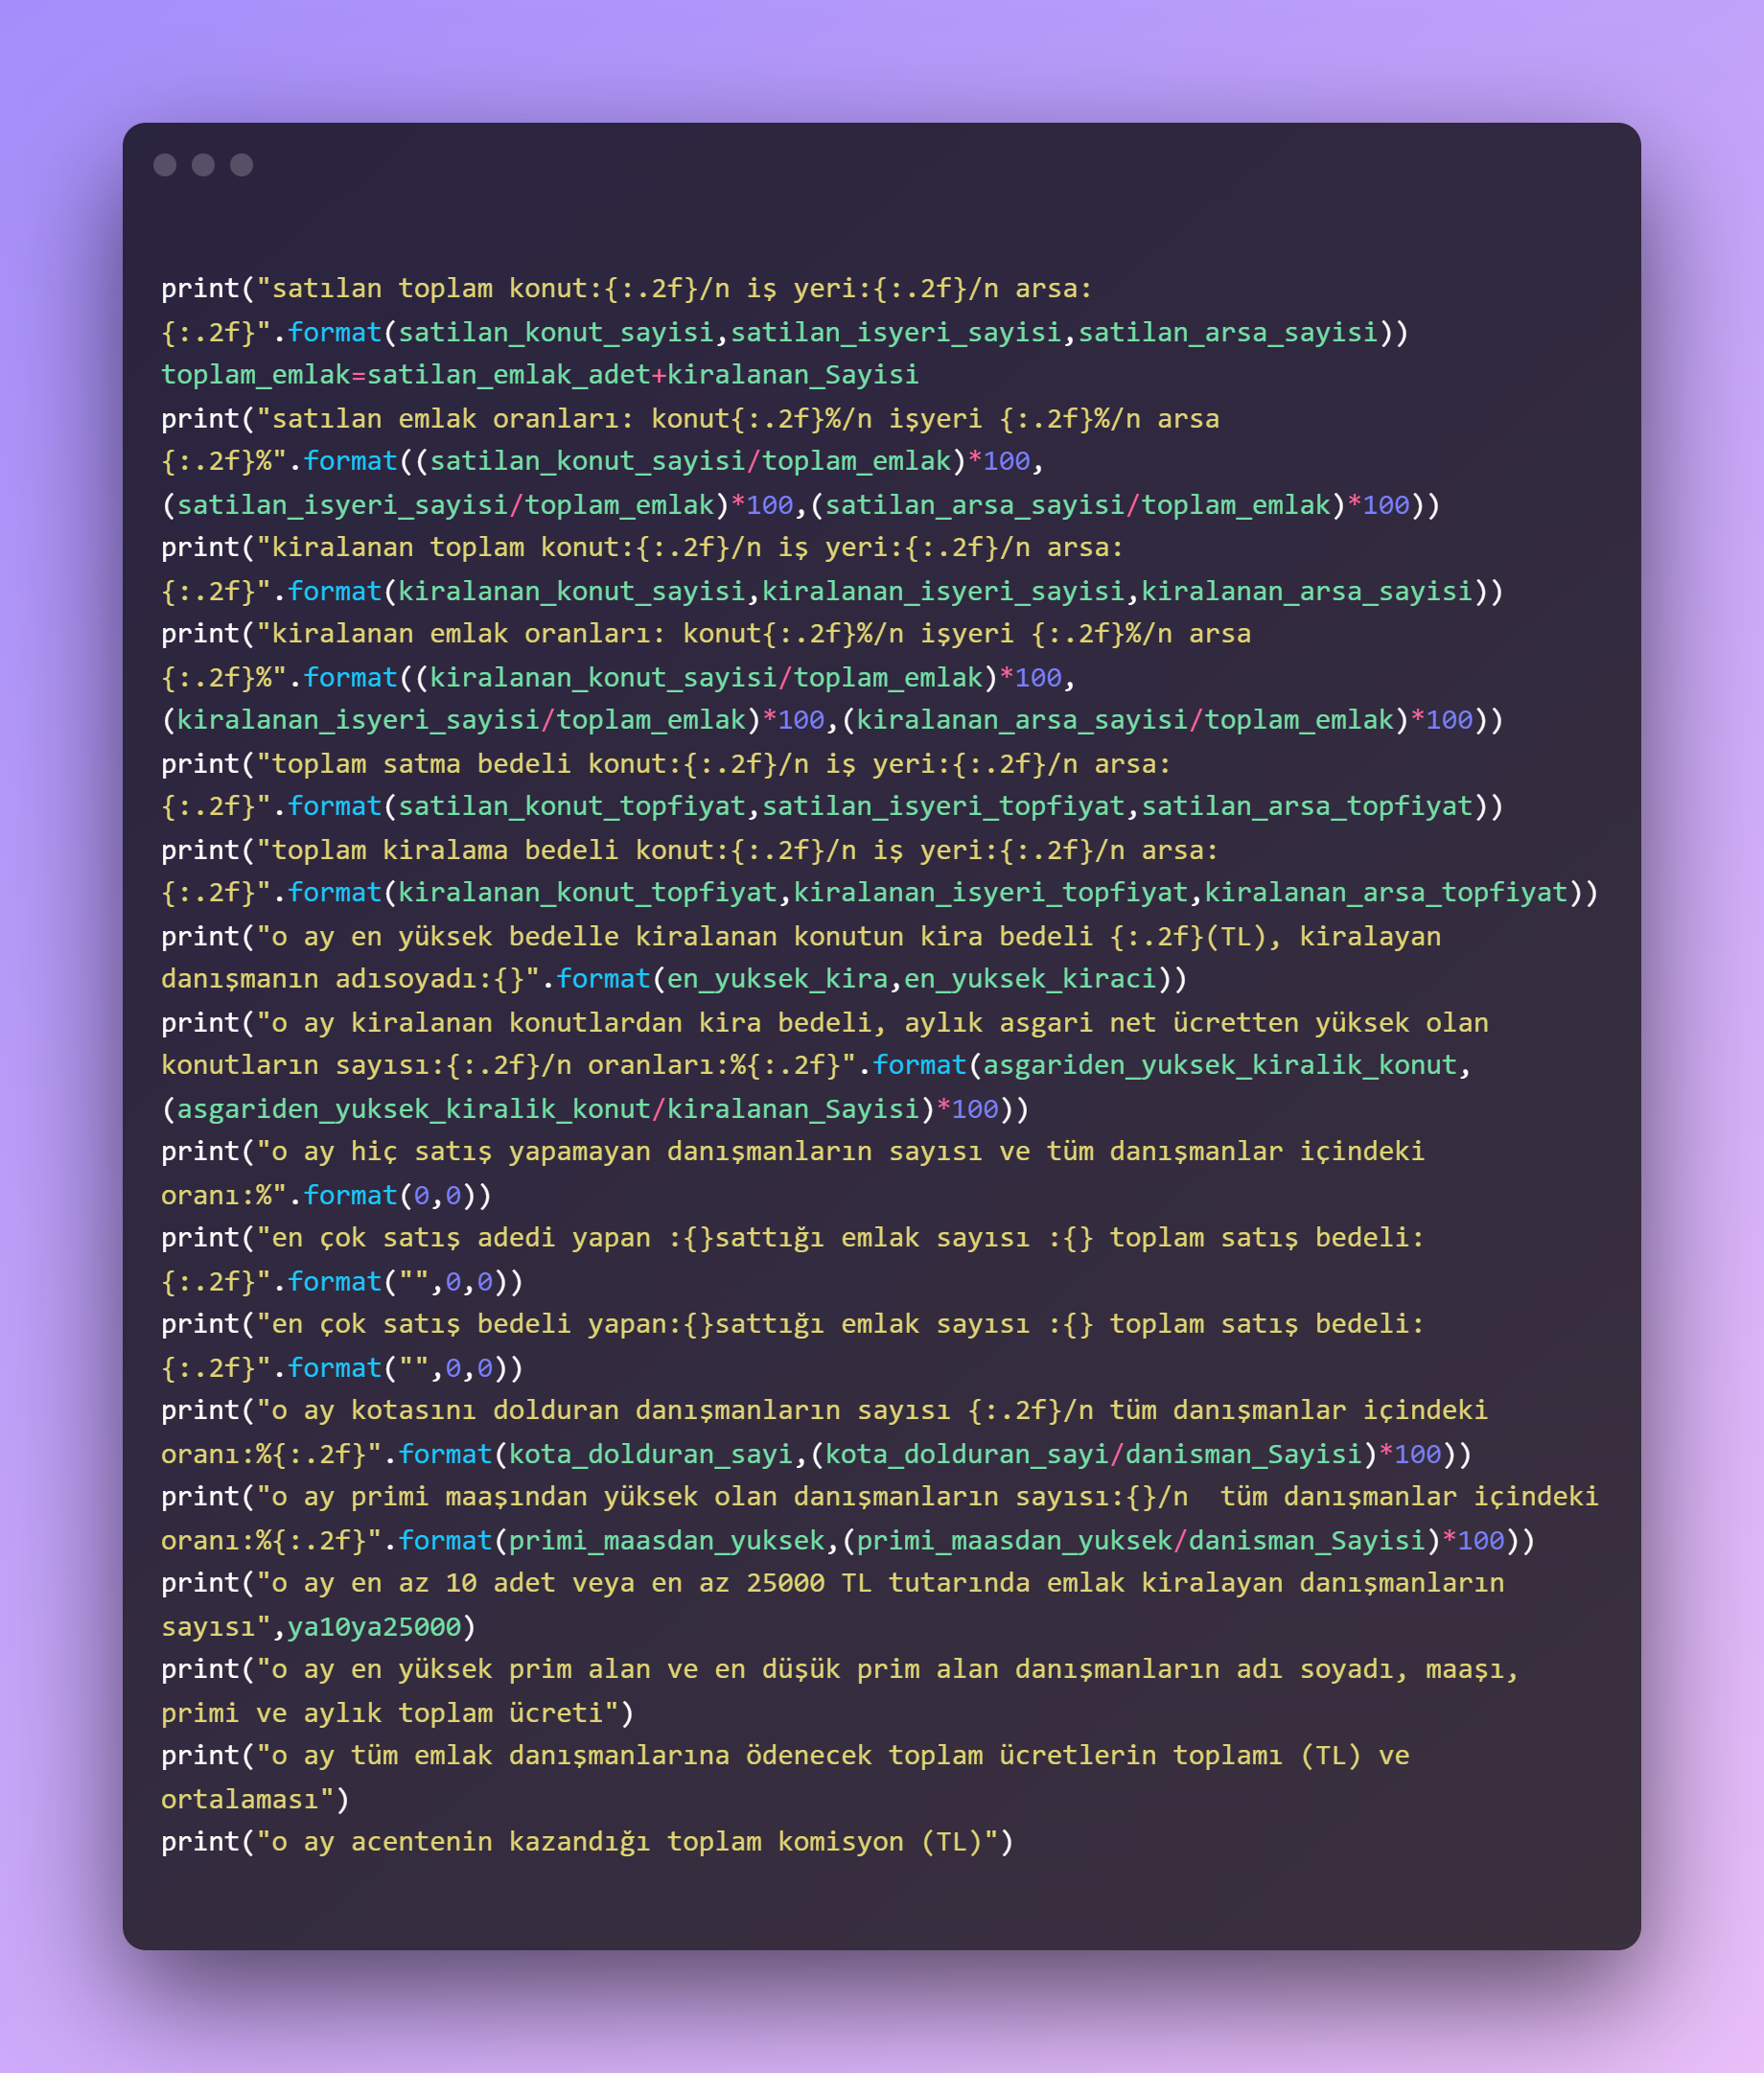 print("satılan toplam konut:{:.2f}/n iş yeri:{:.2f}/n arsa:
{:.2f}".format(satilan_konut_sayisi,satilan_isyeri_sayisi,satilan_arsa_sayisi))
toplam_emlak=satilan_emlak_adet+kiralanan_Sayisi
print("satılan emlak oranları: konut{:.2f}%/n işyeri {:.2f}%/n arsa
{:.2f}%".format((satilan_konut_sayisi/toplam_emlak)*100,
(satilan_isyeri_sayisi/toplam_emlak)*100,(satilan_arsa_sayisi/toplam_emlak)*100))
print("kiralanan toplam konut:{:.2f}/n iş yeri:{:.2f}/n arsa:
{:.2f}".format(kiralanan_konut_sayisi,kiralanan_isyeri_sayisi,kiralanan_arsa_sayisi))
print("kiralanan emlak oranları: konut{:.2f}%/n işyeri {:.2f}%/n arsa
{:.2f}%".format((kiralanan_konut_sayisi/toplam_emlak)*100,
(kiralanan_isyeri_sayisi/toplam_emlak)*100,(kiralanan_arsa_sayisi/toplam_emlak)*100))
print("toplam satma bedeli konut:{:.2f}/n iş yeri:{:.2f}/n arsa:
{:.2f}".format(satilan_konut_topfiyat,satilan_isyeri_topfiyat,satilan_arsa_topfiyat))
print("toplam kiralama bedeli konut:{:.2f}/n iş yeri:{:.2f}/n arsa:
{:.2f}".format(kiralanan_konut_topfiyat,kiralanan_isyeri_topfiyat,kiralanan_arsa_topfiyat))
print("o ay en yüksek bedelle kiralanan konutun kira bedeli {:.2f}(TL), kiralayan
danışmanın adısoyadı:{}".format(en_yuksek_kira,en_yuksek_kiraci))
print("o ay kiralanan konutlardan kira bedeli, aylık asgari net ücretten yüksek olan
konutların sayısı:{:.2f}/n oranları:%{:.2f}".format(asgariden_yuksek_kiralik_konut,
(asgariden_yuksek_kiralik_konut/kiralanan_Sayisi)*100))
print("o ay hiç satış yapamayan danışmanların sayısı ve tüm danışmanlar içindeki
oranı:%".format(0,0))
print("en çok satış adedi yapan :{}sattığı emlak sayısı :{} toplam satış bedeli:
{:.2f}".format("",0,0))
print("en çok satış bedeli yapan:{}sattığı emlak sayısı :{} toplam satış bedeli:
{:.2f}".format("",0,0))
print("o ay kotasını dolduran danışmanların sayısı {:.2f}/n tüm danışmanlar içindeki
oranı:%{:.2f}".format(kota_dolduran_sayi,(kota_dolduran_sayi/danisman_Sayisi)*100))
print("o ay primi maaşından yüksek olan danışmanların sayısı:{}/n  tüm danışmanlar içindeki
oranı:%{:.2f}".format(primi_maasdan_yuksek,(primi_maasdan_yuksek/danisman_Sayisi)*100))
print("o ay en az 10 adet veya en az 25000 TL tutarında emlak kiralayan danışmanların
sayısı",ya10ya25000)
print("o ay en yüksek prim alan ve en düşük prim alan danışmanların adı soyadı, maaşı,
primi ve aylık toplam ücreti")
print("o ay tüm emlak danışmanlarına ödenecek toplam ücretlerin toplamı (TL) ve
ortalaması")
print("o ay acentenin kazandığı toplam komisyon (TL)")